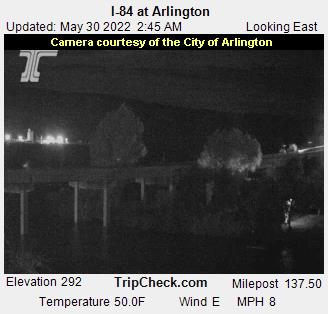 I-84 at Arlington
Updated: May 30 2022 2:45 AM Looking East
Camera courtesy of the City of Arlington
Elevation 292 TripCheck.com Milepost 137.50
Temperature 50.0F Wind E MPH 8